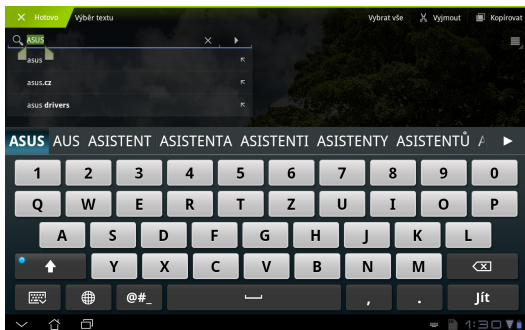 Hotovo Výběr textu Vybrat vše Vyjmout Kopírovat
ASUS
asus
asus.cz
asus drivers
ASUS AUS ASISTENT ASISTENTA ASISTENTI ASISTENTY ASISTENTŮ A
1 2 3 4 5 6 7 8 9 0
Q W E R T Z U I O P
A S D F G H J K L
Y X C V B N M
@#_ , . Jít
1:30